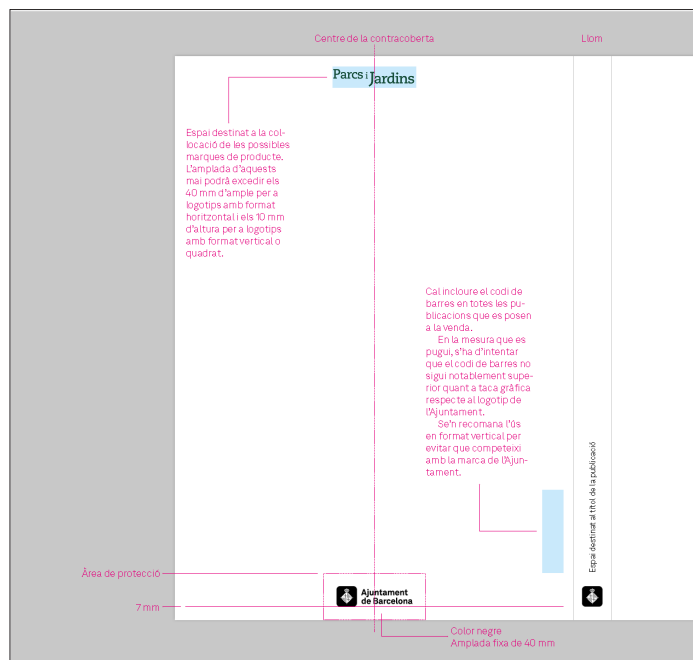 Centre de la contracoberta
Llom
Parcs i Jardins
Espai destinat a la col-
locació de les possibles
marques de producte.
L’amplada d’aquests
mai podrà excedir els
40 mm d’ample per a
logotips amb format
horitzontal i els 10 mm
d’altura per a logotips
amb format vertical o
quadrat.
Cal incloure el codi de
barres en totes les pu-
blicacions que es posen
a la venda.
En la mesura que es
pugui, s’ha d’intentar
que el codi de barres no
sigui notablement supe-
rior quant a taca gràfica
respecte al logotip de
l’Ajuntament.
Se’n recomana l’ús
en format vertical per
evitar que competeixi
amb la marca de l’Ajun-
tament.
Espai destinat al títol de la publicació
Àrea de protecció
Ajuntament
de Barcelona
7 mm
Color negre
Amplada fixa de 40 mm